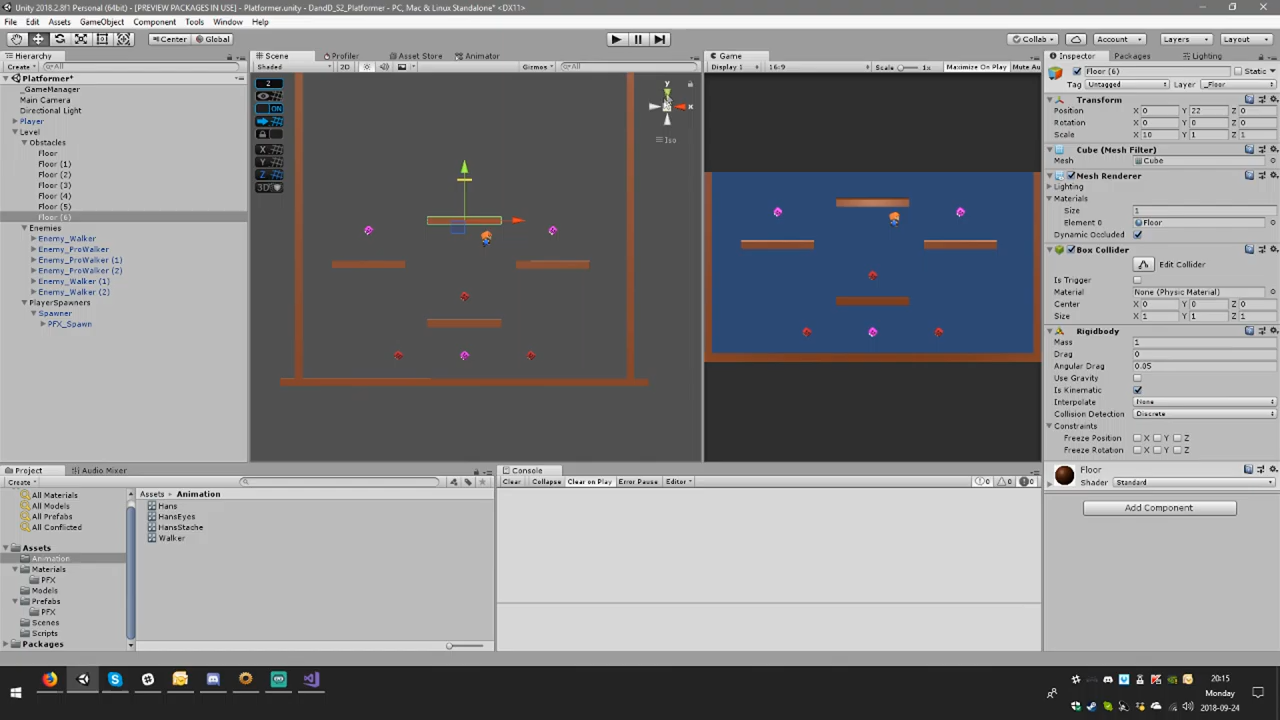 Unity 2018.2.8f1 Personal (64bit) - [PREVIEW PACKAGES IN USE] - Platformer.unity - DandD_S2_Platformer - PC, Mac & Linux Standalone* <DX11>
File Edit Assets GameObject Component Tools Window Help
Center Global Collab Account Layers Layout
Hierarchy
Create All
Platformer*
_GameManager
Main Camera
Directional Light
Player
Level
Obstacles
Floor
Floor (1)
Floor (2)
Floor (3)
Floor (4)
Floor (5)
Floor (6)
Enemies
Enemy_Walker
Enemy_ProWalker
Enemy_ProWalker (1)
Enemy_ProWalker (2)
Enemy_Walker (1)
Enemy_Walker (2)
PlayerSpawners
Spawner
PFX_Spawn
Scene Profiler Asset Store Animator
Shaded 2D Gizmos All
2
ON
X
Y
Z
3D
y
x
Iso
Game
Display 1 16:9 Scale 1x Maximize On Play Mute Au
Inspector Packages Lighting
Floor (6) Static
Tag Untagged Layer _Floor
Transform
Position X 0 Y 22 Z 0
Rotation X 0 Y 0 Z 0
Scale X 10 Y 1 Z 1
Cube (Mesh Filter)
Mesh Cube
Mesh Renderer
Lighting
Materials
Size 1
Element 0 Floor
Dynamic Occluded
Box Collider
Edit Collider
Is Trigger
Material None (Physic Material)
Center X 0 Y 0 Z 0
Size X 1 Y 1 Z 1
Rigidbody
Mass 1
Drag 0
Angular Drag 0.05
Use Gravity
Is Kinematic
Interpolate None
Collision Detection Discrete
Constraints
Freeze Position X Y Z
Freeze Rotation X Y Z
Floor
Shader Standard
Add Component
Project Audio Mixer
Create
All Materials
All Models
All Prefabs
All Conflicted
Assets
Animation
Materials
PFX
Models
Prefabs
PFX
Scenes
Scripts
Packages
Assets Animation
Hans
HansEyes
HansStache
Walker
Console
Clear Collapse Clear on Play Error Pause Editor 0 0 0
20:15
Monday
2018-09-24